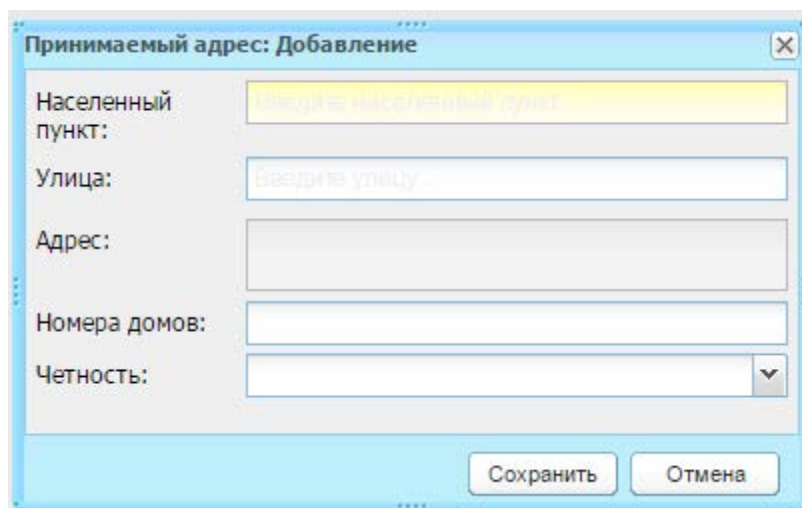 Принимаемый адрес: Добавление
Населенный
пункт:
Введите населенный пункт...
Улица:
Введите улицу...
Адрес:
Номера домов:
Четность:
Сохранить
Отмена